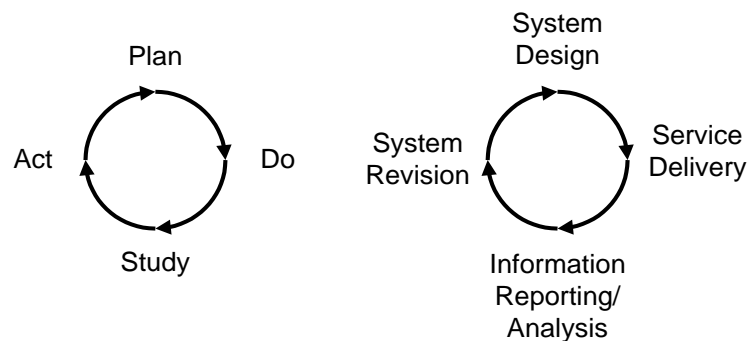 Plan
Act
Do
Study
System
Design
System
Revision
Service
Delivery
Information
Reporting/
Analysis